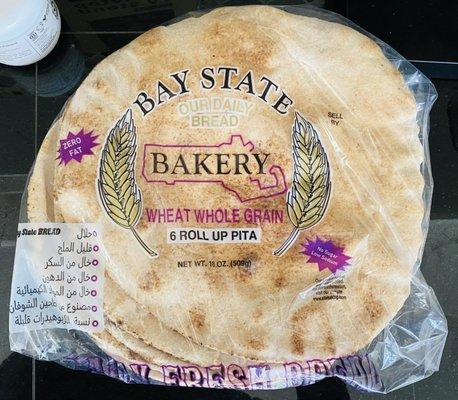 BAY STATE
OUR DAILY
BREAD
SELL
BY
ZERO
FAT
BAKERY
WHEAT WHOLE GRAIN
6 ROLL UP PITA
NET WT. 18 OZ. (509g)
No Sugar
Low Sodium
State BREAD
حلال
قليل الملح
خال من السكر
خال من الدهون
خال من المواد الكيميائية
مصنوع من طحين الشوفان
نسبة الكربوهيدرات قليلة
FRESH BREAD